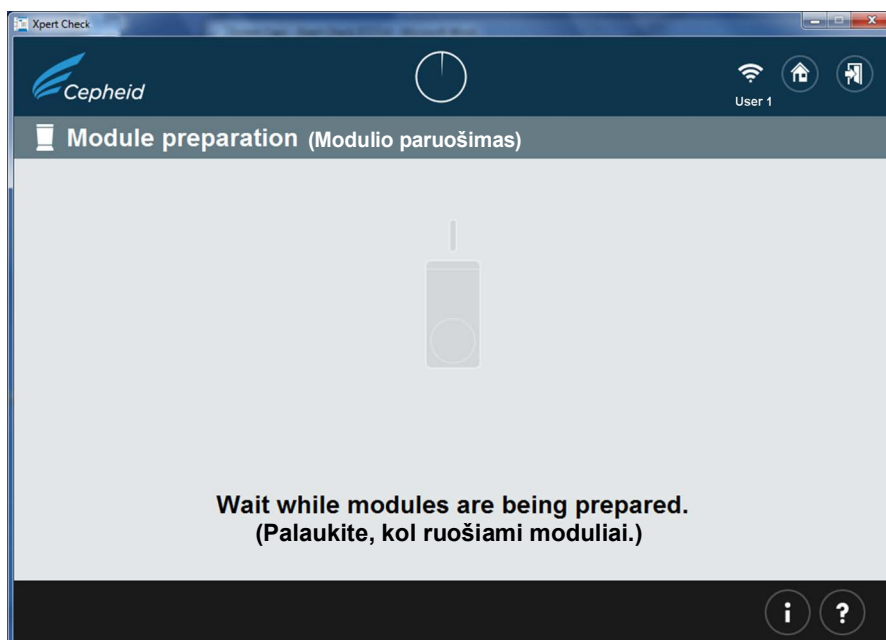 Xpert Check
Cepheid
User 1
Module preparation (Modulio paruošimas)
Wait while modules are being prepared.
(Palaukite, kol ruošiami moduliai.)
i ?